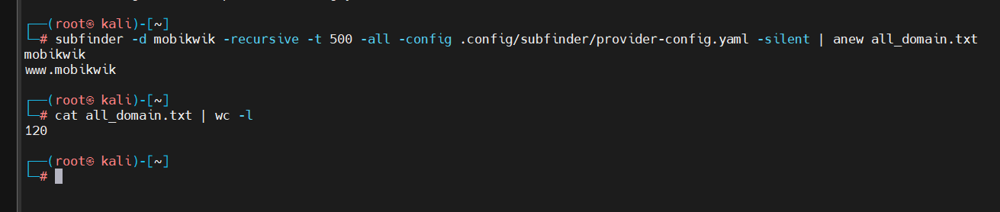 ┌──(root㉿ kali)-[~]
└─# subfinder -d mobikwik -recursive -t 500 -all -config .config/subfinder/provider-config.yaml -silent | anew all_domain.txt
mobikwik
www.mobikwik
┌──(root㉿ kali)-[~]
└─# cat all_domain.txt | wc -l
120
┌──(root㉿ kali)-[~]
└─#